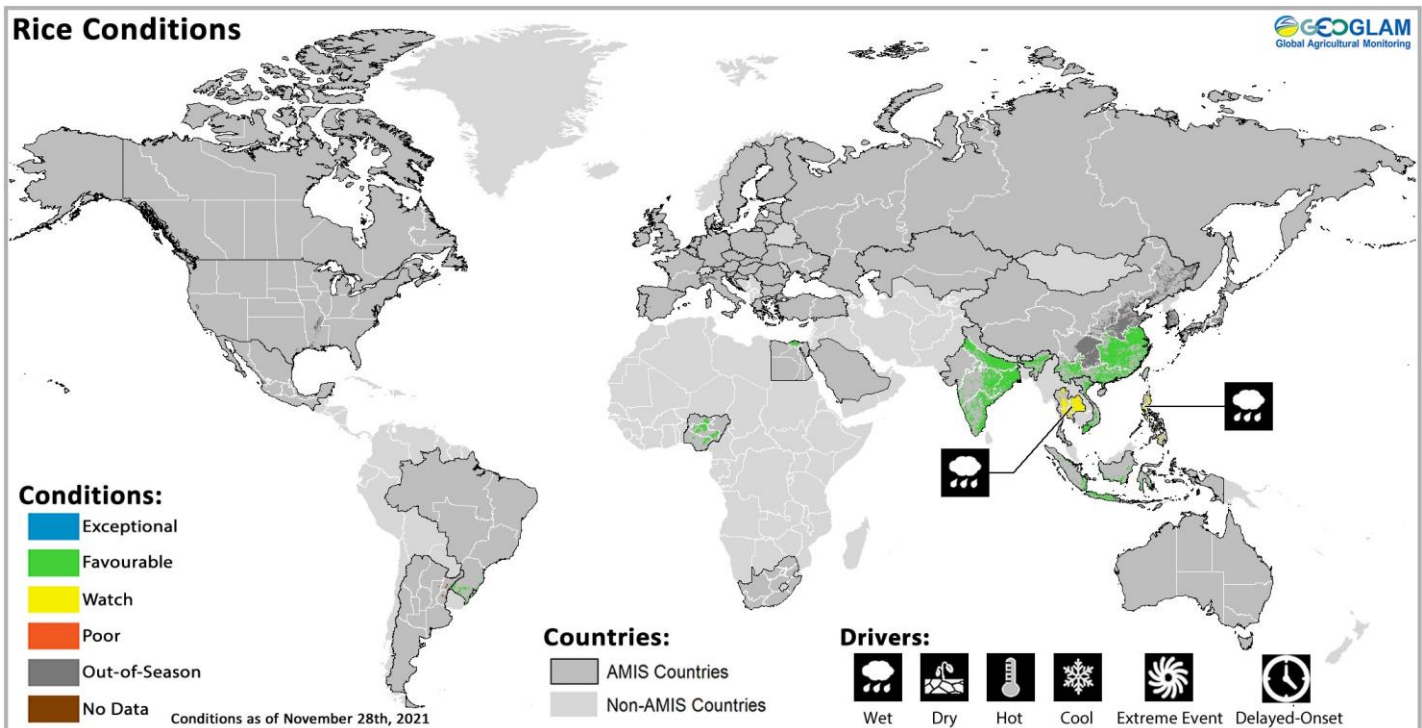 Rice Conditions
GEOGLAM
Global Agricultural Monitoring
Conditions:
Exceptional
Favourable
Watch
Poor
Out-of-Season
No Data
Conditions as of November 28th, 2021
Countries:
AMIS Countries
Non-AMIS Countries
Drivers:
Wet
Dry
Hot
Cool
Extreme Event
Delayed-Onset